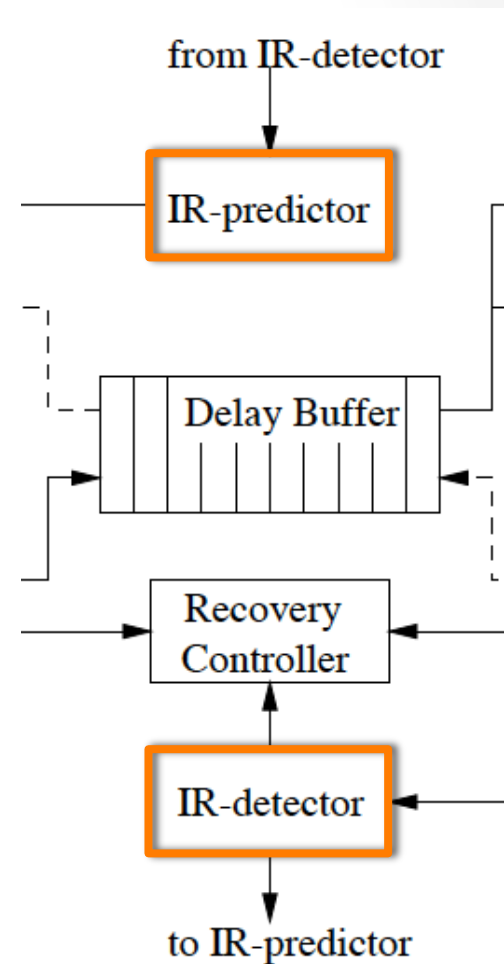 from IR-detector
IR-predictor
Delay Buffer
Recovery
Controller
IR-detector
to IR-predictor